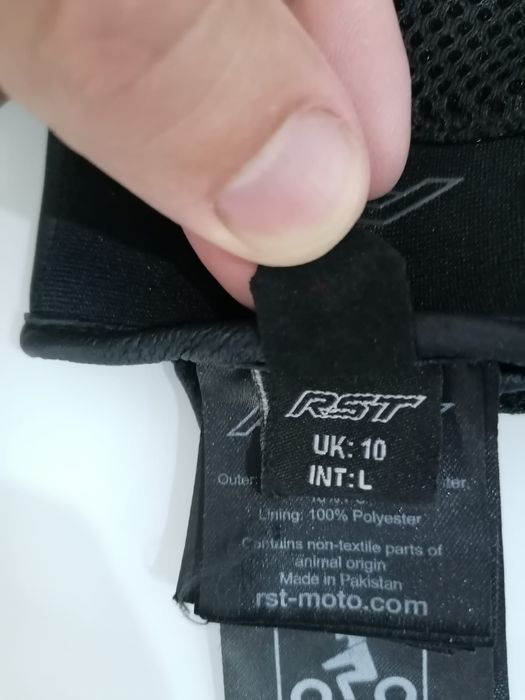 RST
UK: 10
INT: L
Outer:
Lining: 100% Polyester
Contains non-textile parts of
animal origin
Made in Pakistan
rst-moto.com